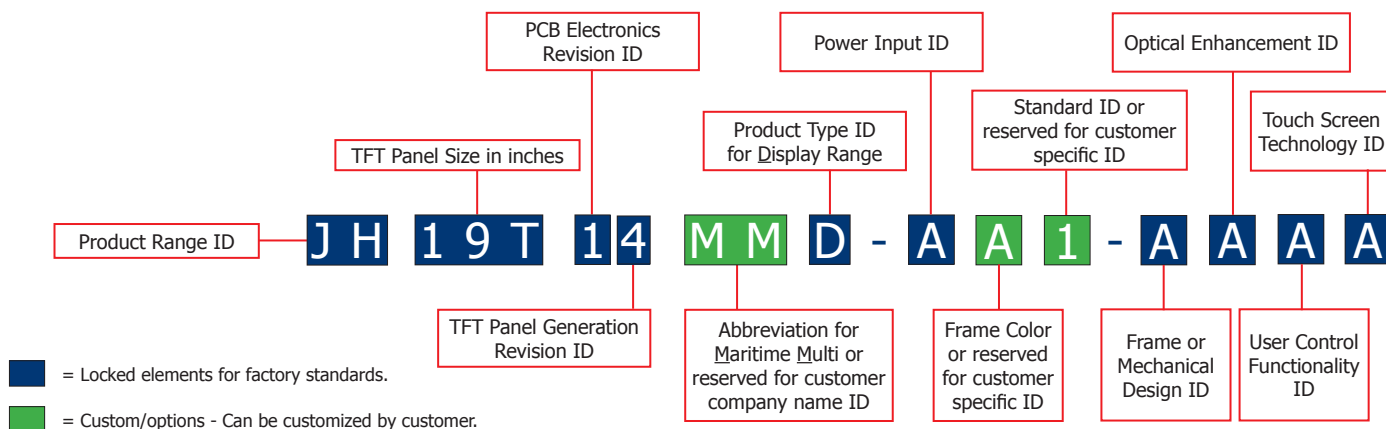 PCB Electronics
Revision ID
Power Input ID
Optical Enhancement ID
Standard ID or
reserved for customer
specific ID
Touch Screen
Technology ID
Product Type ID
for Display Range
TFT Panel Size in inches
Product Range ID
J H 1 9 T 1 4 M M D - A A 1 - A A A A
TFT Panel Generation
Revision ID
Abbreviation for
Maritime Multi or
reserved for customer
company name ID
Frame Color
or reserved
for customer
specific ID
Frame or
Mechanical
Design ID
User Control
Functionality
ID
= Locked elements for factory standards.
= Custom/options - Can be customized by customer.